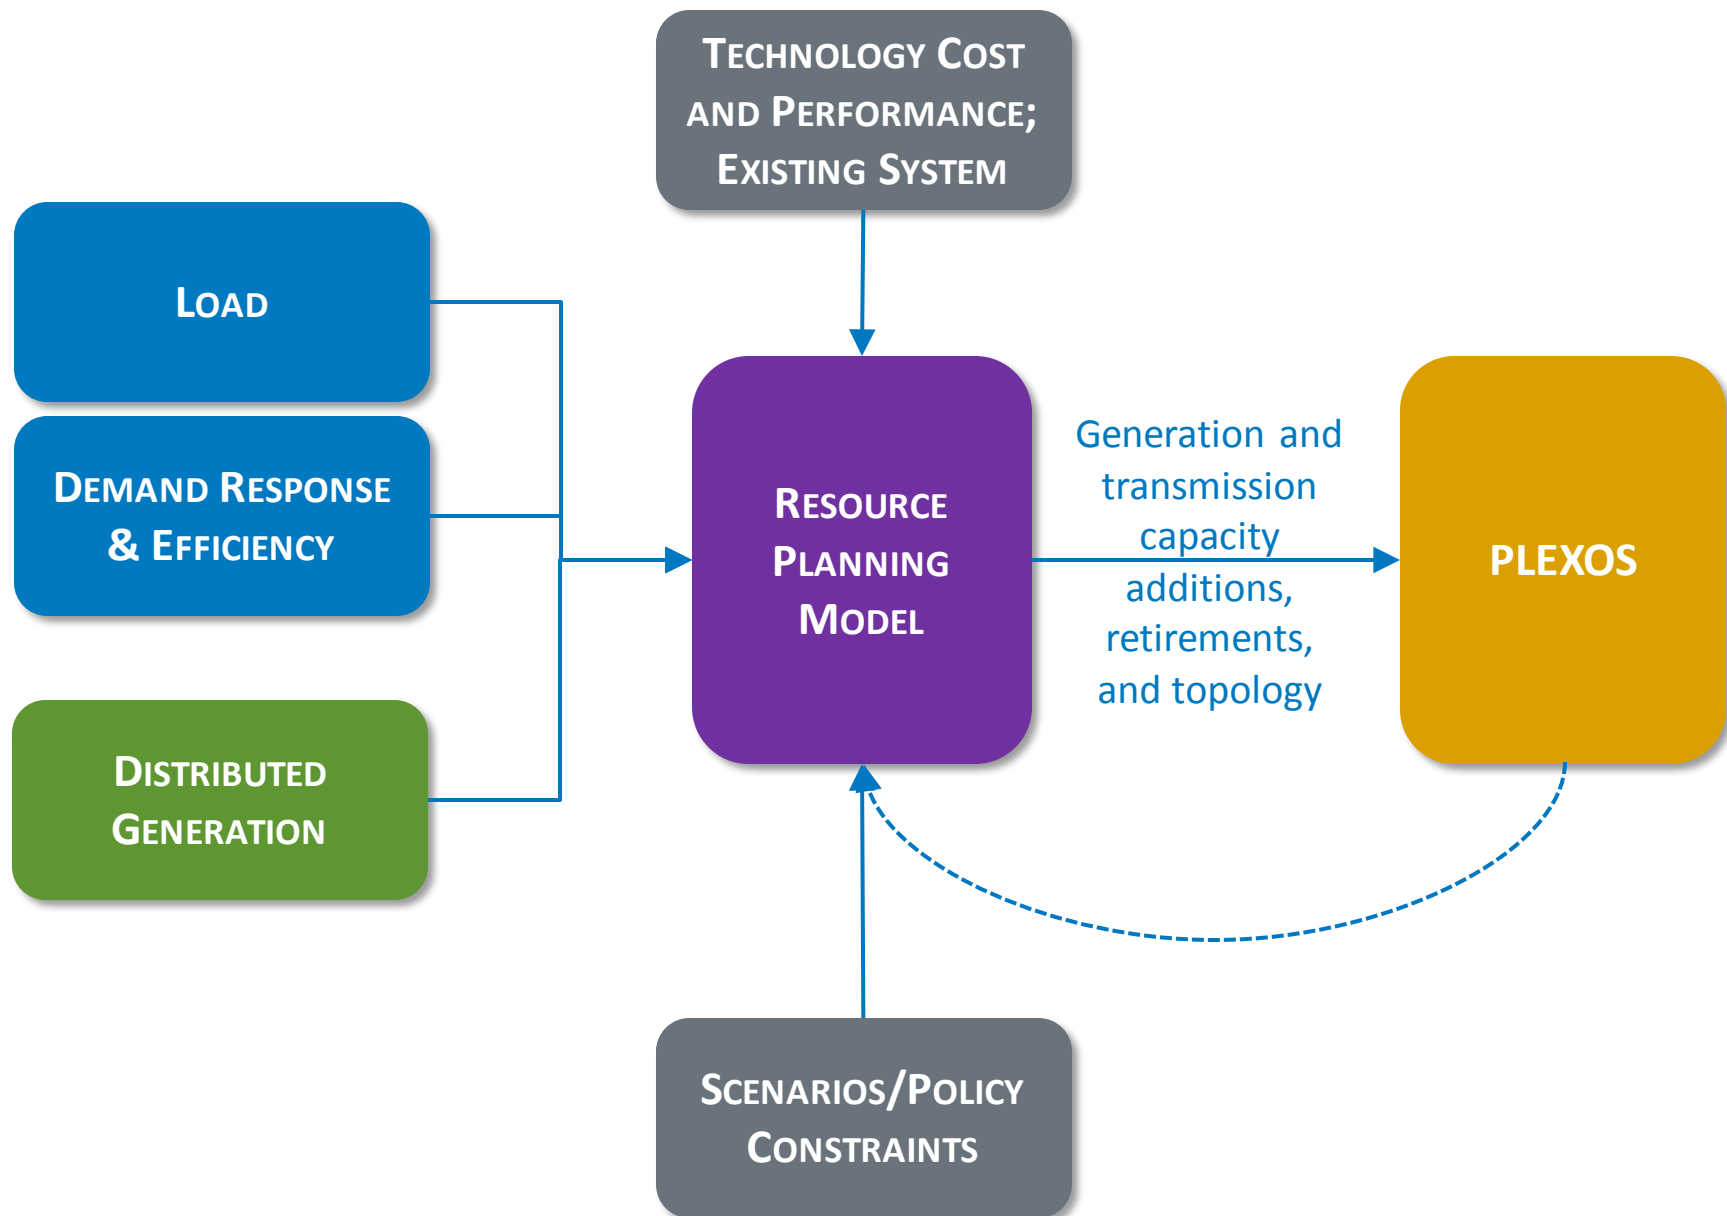 Technology Cost
and Performance;
Existing System
Load
Demand Response
& Efficiency
Distributed
Generation
Resource
Planning
Model
Generation and
transmission
capacity
additions,
retirements,
and topology
PLEXOS
Scenarios/Policy
Constraints